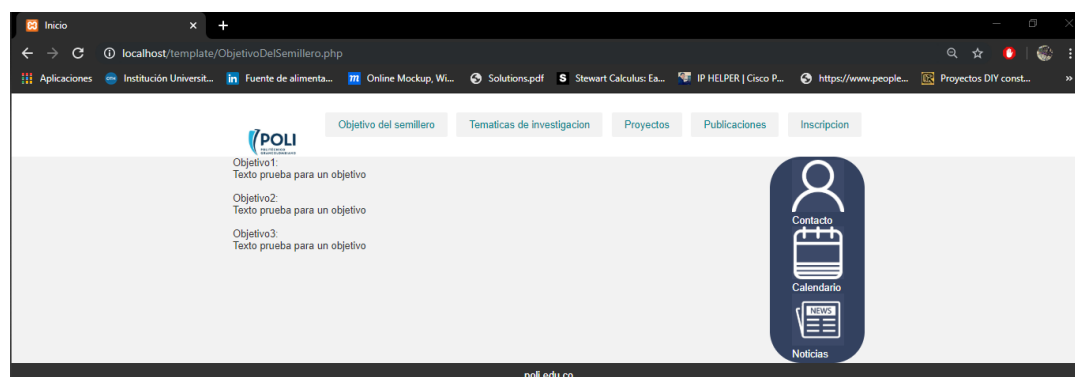 Inicio
localhost/template/ObjetivoDelSemillero.php
Aplicaciones
Institución Universit...
Fuente de alimenta...
Online Mockup, Wi...
Solutions.pdf
Stewart Calculus: Ea...
IP HELPER | Cisco P...
https://www.people...
Proyectos DIY const...
Objetivo del semillero
Tematicas de investigacion
Proyectos
Publicaciones
Inscripcion
POLI
Objetivo1:
Texto prueba para un objetivo
Objetivo2:
Texto prueba para un objetivo
Objetivo3:
Texto prueba para un objetivo
Contacto
Calendario
NEWS
Noticias
poli.edu.co